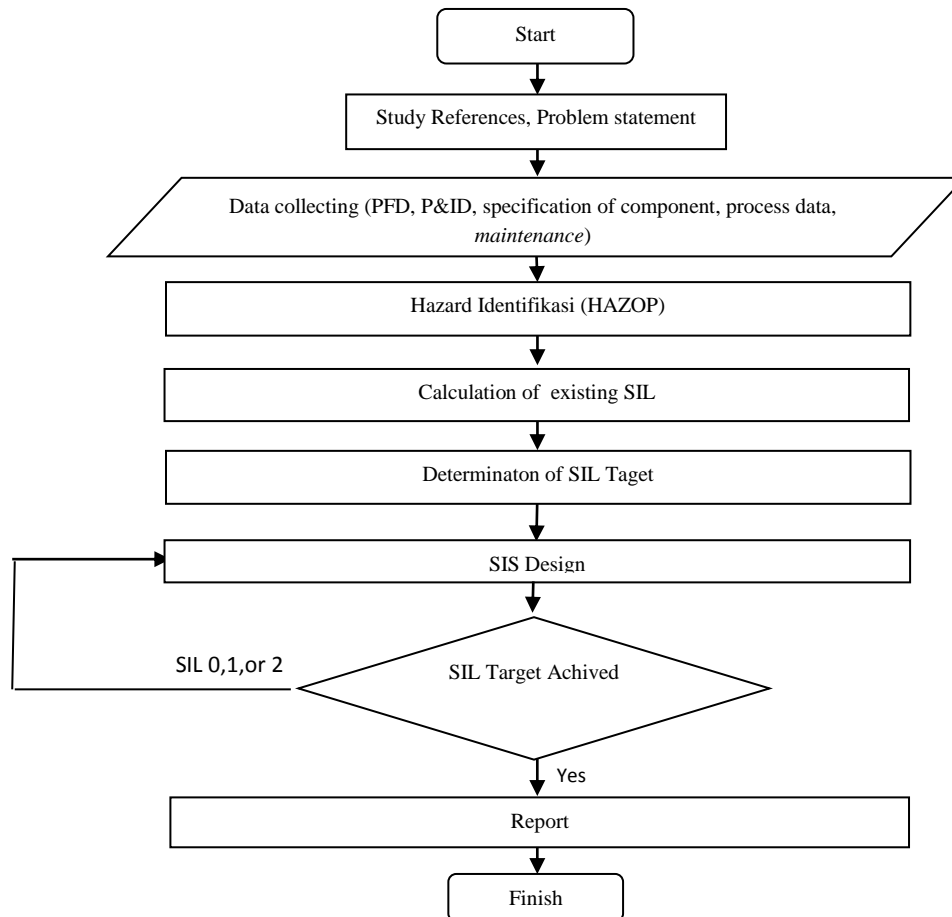 Start
Study References, Problem statement
Data collecting (PFD, P&ID, specification of component, process data,
maintenance)
Hazard Identifikasi (HAZOP)
Calculation of existing SIL
Determinaton of SIL Taget
SIS Design
SIL Target Achived
SIL 0,1,or 2
Yes
Report
Finish